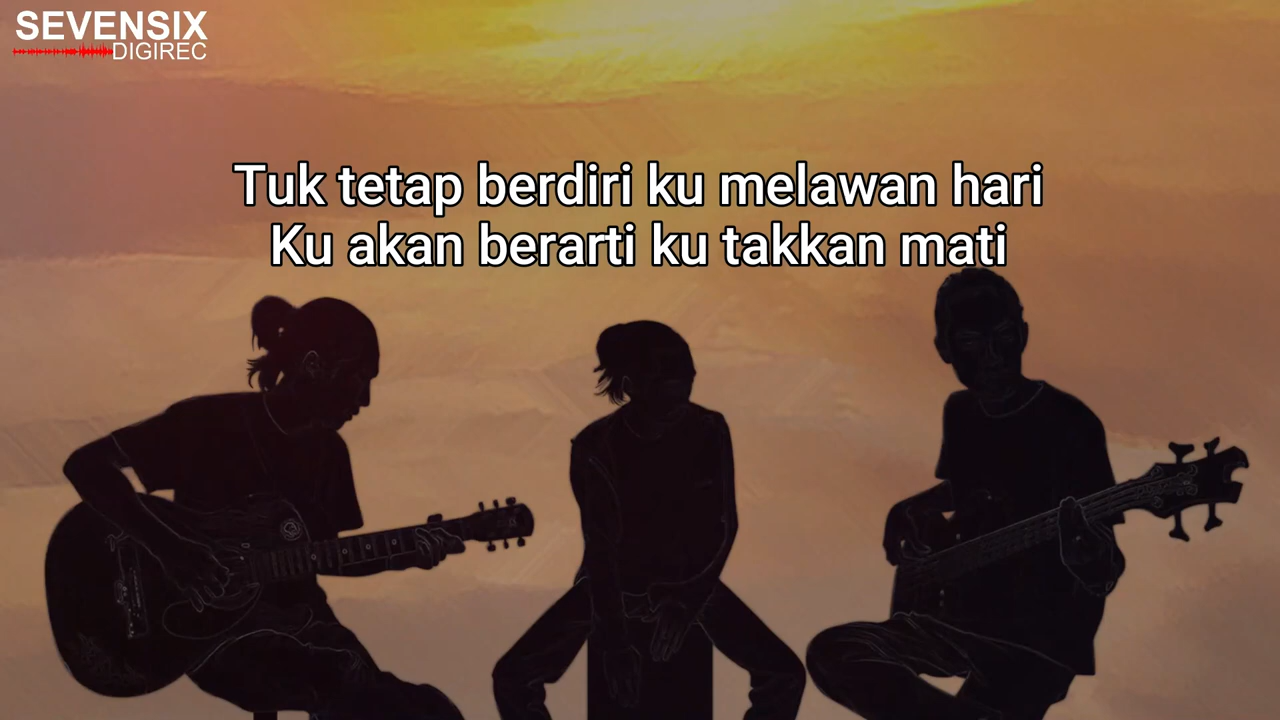 SEVENSIX
DIGIREC
Tuk tetap berdiri ku melawan hari
Ku akan berarti ku takkan mati